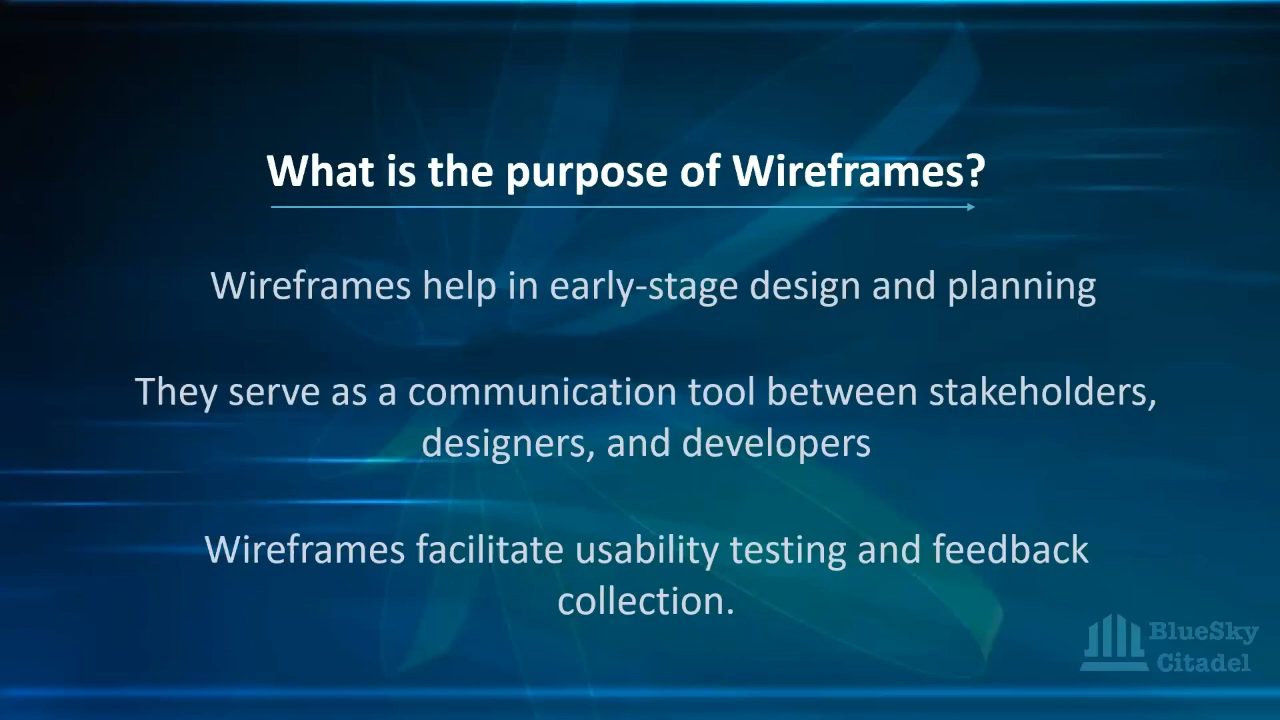 What is the purpose of Wireframes?
Wireframes help in early-stage design and planning
They serve as a communication tool between stakeholders,
designers, and developers
Wireframes facilitate usability testing and feedback
collection.
BlueSky
Citadel